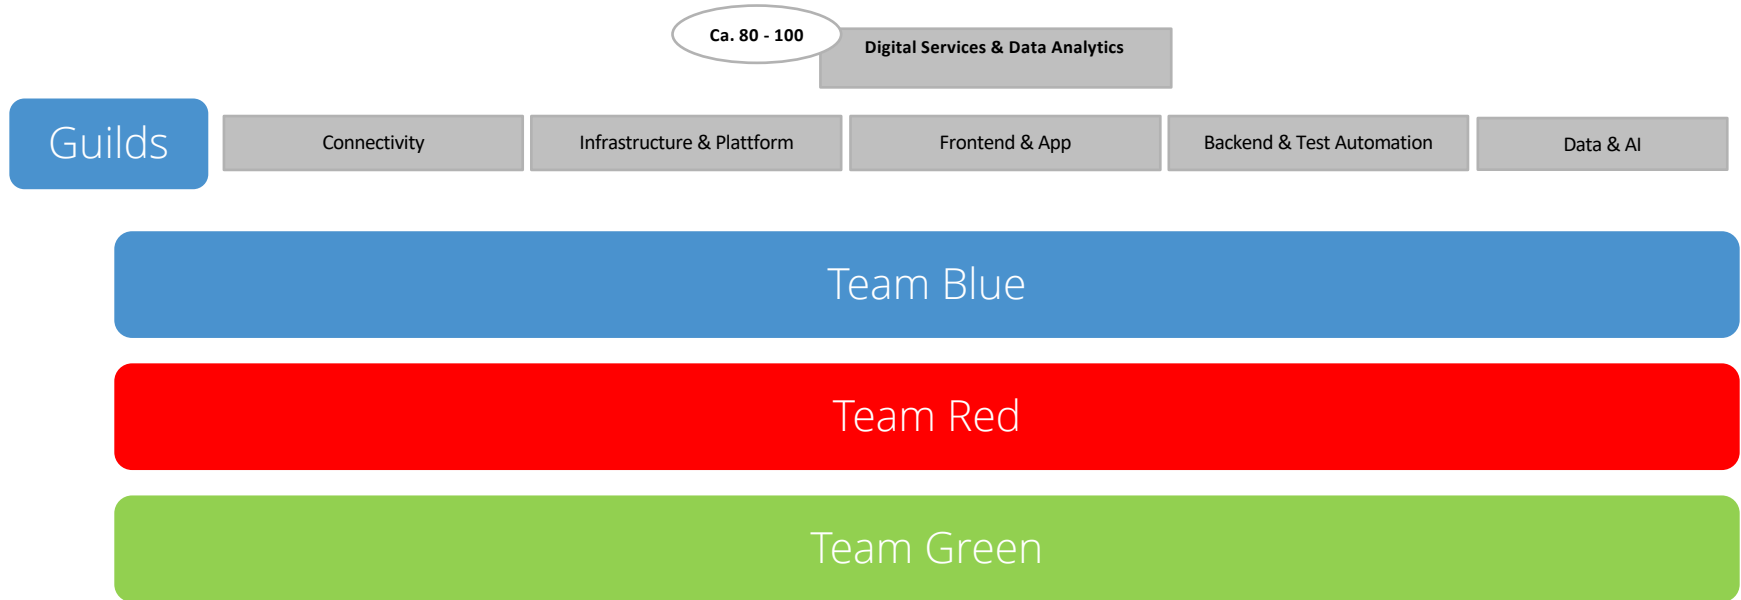 Ca. 80 - 100
Digital Services & Data Analytics
Guilds
Connectivity
Infrastructure & Plattform
Frontend & App
Backend & Test Automation
Data & AI
Team Blue
Team Red
Team Green